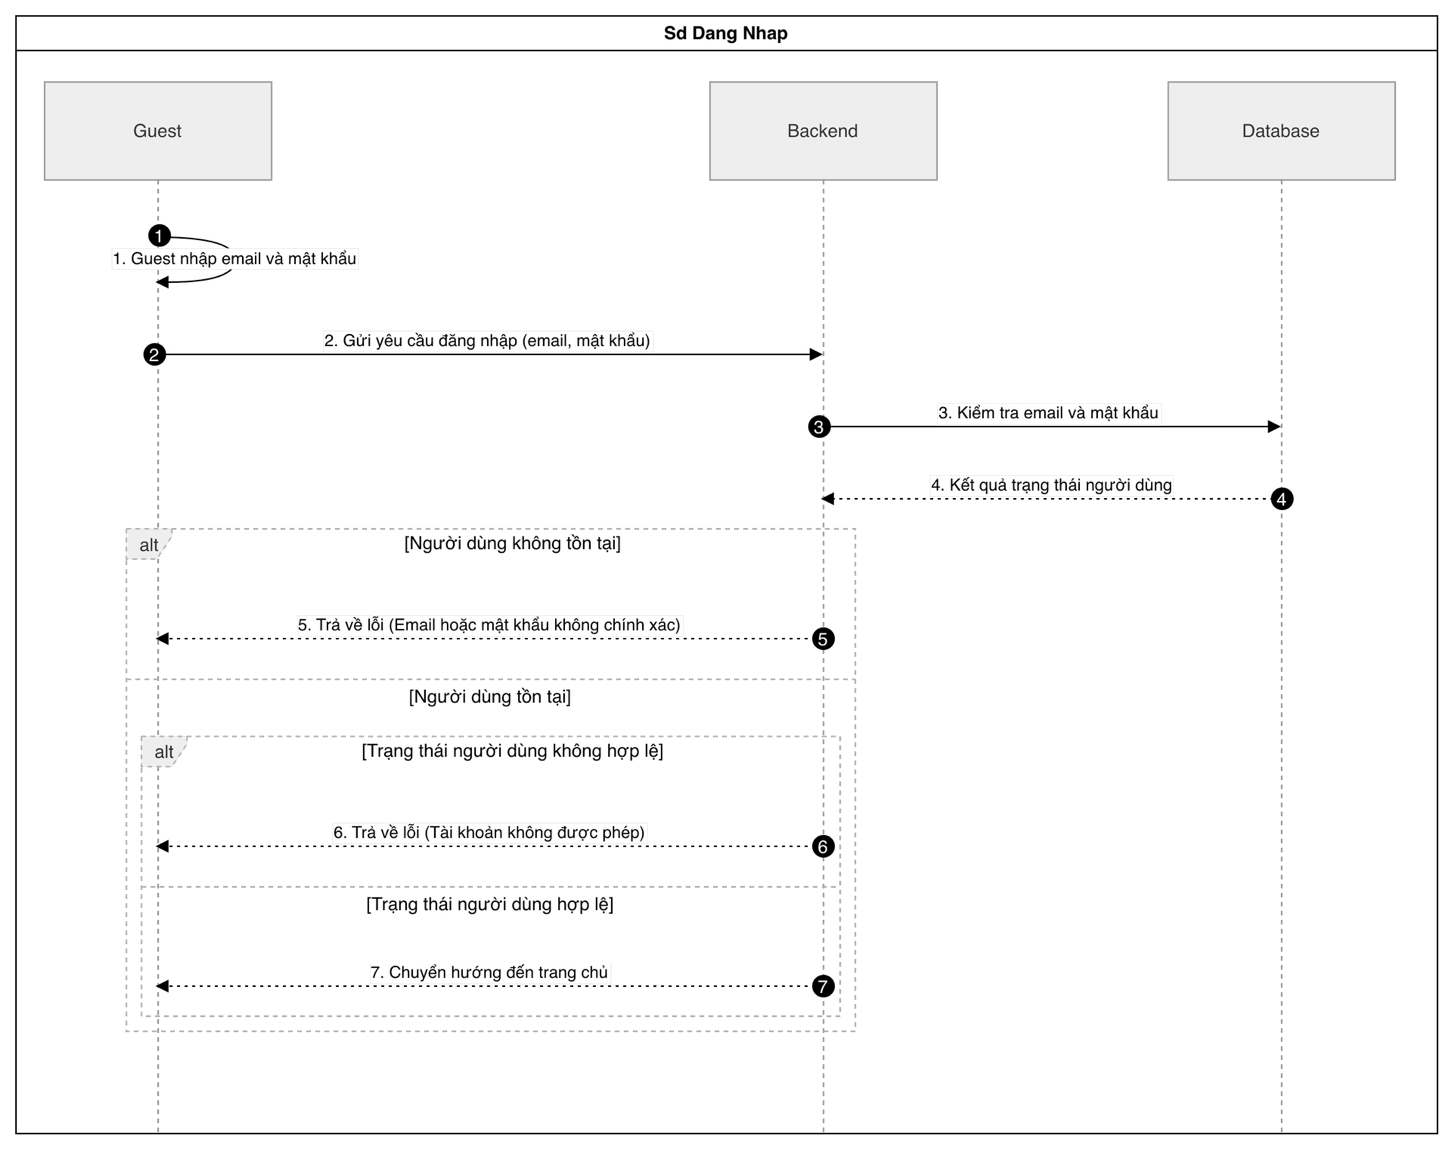 Sd Dang Nhap
Guest
Backend
Database
1
1. Guest nhập email và mật khẩu
2. Gửi yêu cầu đăng nhập (email, mật khẩu)
2
3. Kiểm tra email và mật khẩu
3
4. Kết quả trạng thái người dùng
4
alt
[Người dùng không tồn tại]
5. Trả về lỗi (Email hoặc mật khẩu không chính xác)
5
[Người dùng tồn tại]
alt
[Trạng thái người dùng không hợp lệ]
6. Trả về lỗi (Tài khoản không được phép)
6
[Trạng thái người dùng hợp lệ]
7. Chuyển hướng đến trang chủ
7